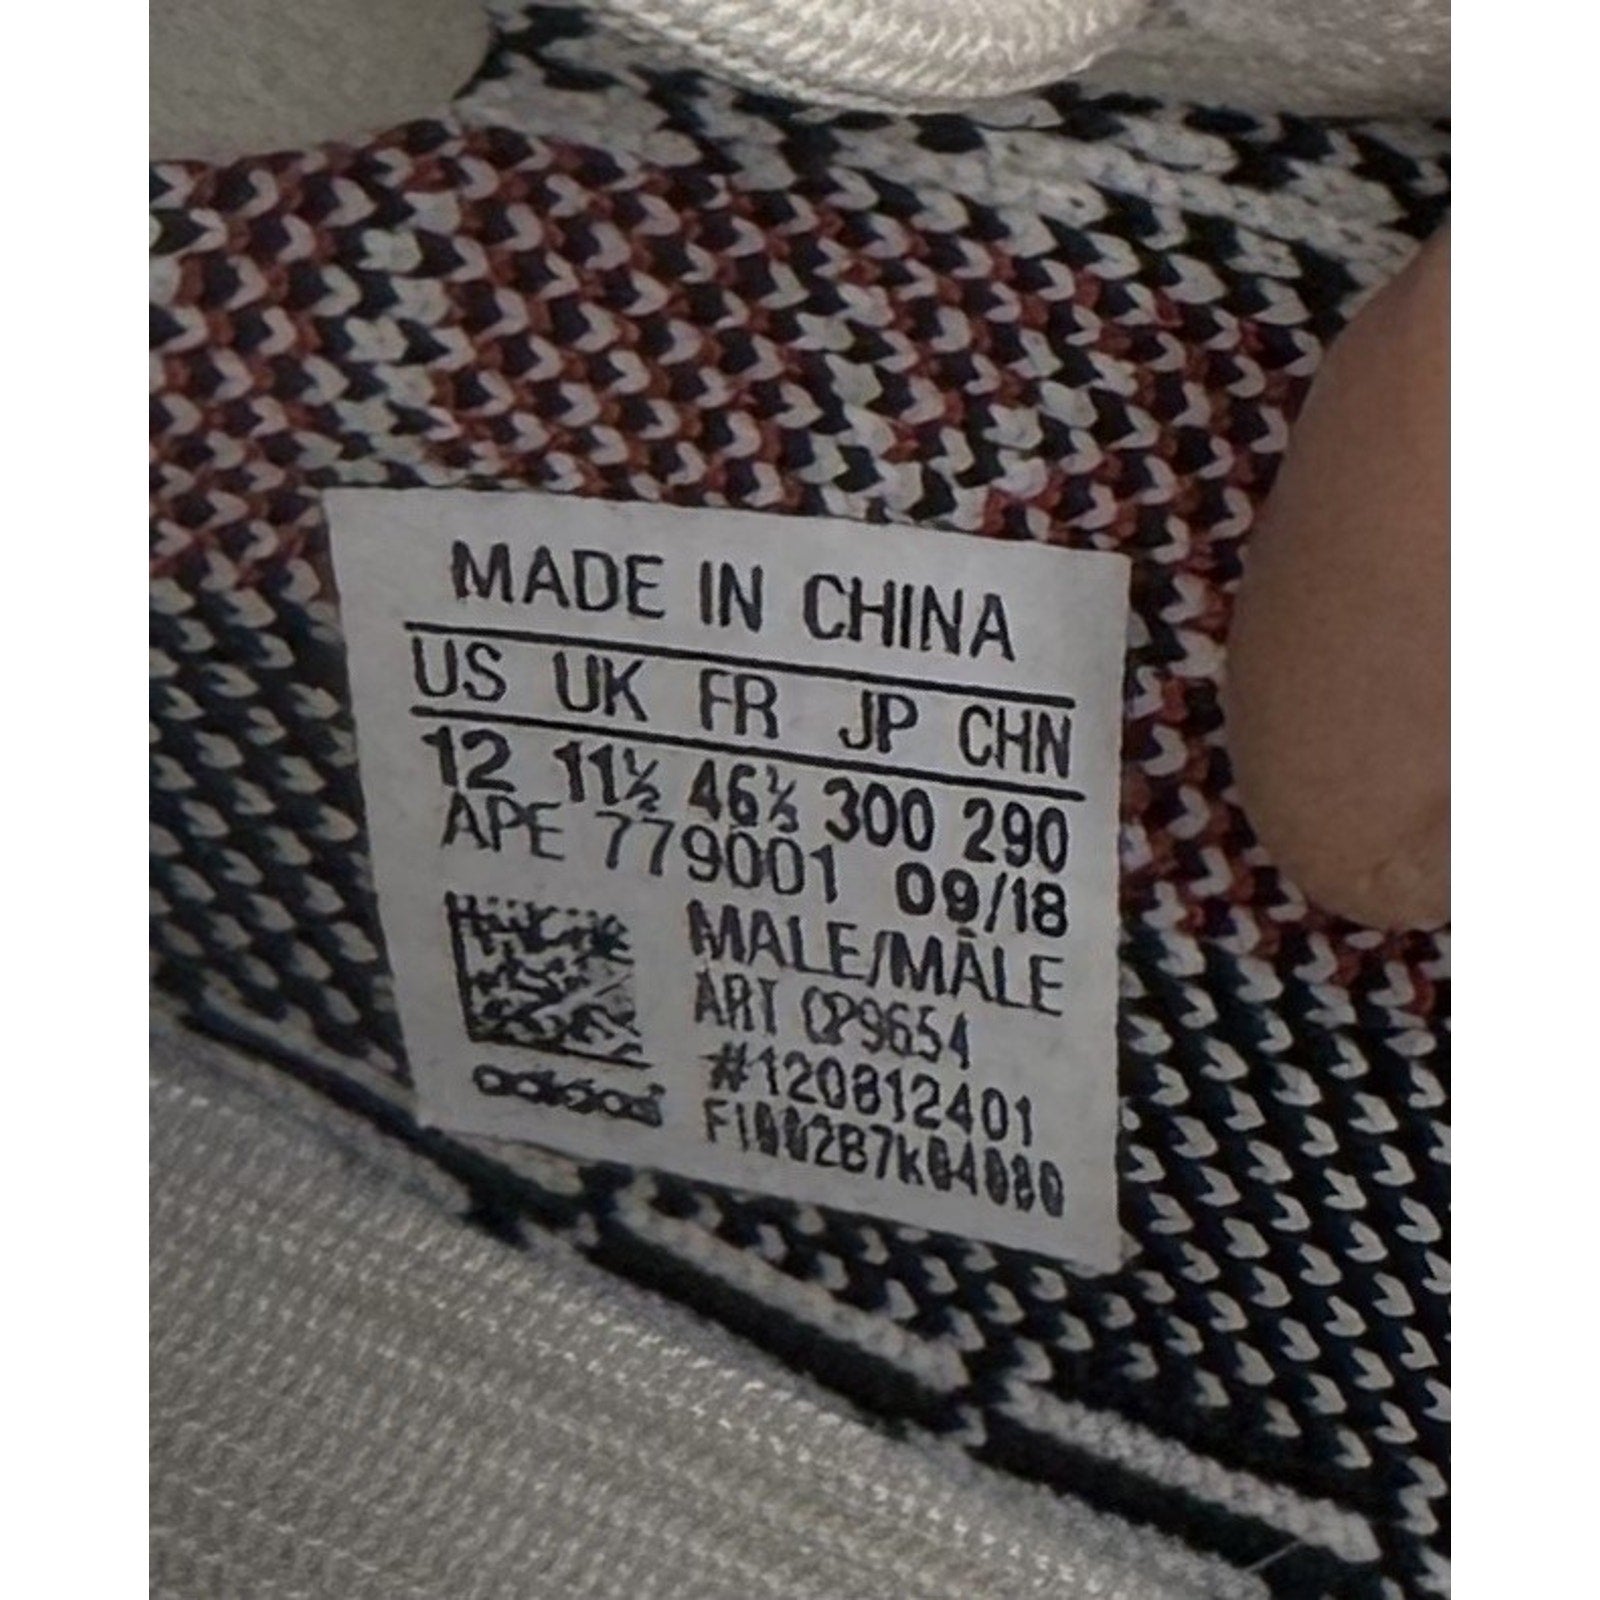 MADE IN CHINA
US UK FR JP CHN
12 11½ 46⅔ 300 290
APE 779001 09/18
MALE/MÂLE
ART CP9654
#120812401
adidas